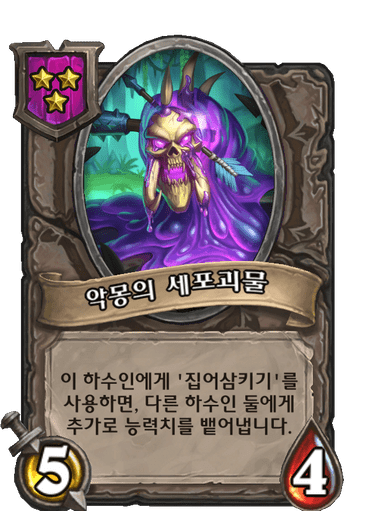 악몽의 세포괴물
이 하수인에게 '집어삼키기'를
사용하면, 다른 하수인 둘에게
추가로 능력치를 뱉어냅니다.
5
4